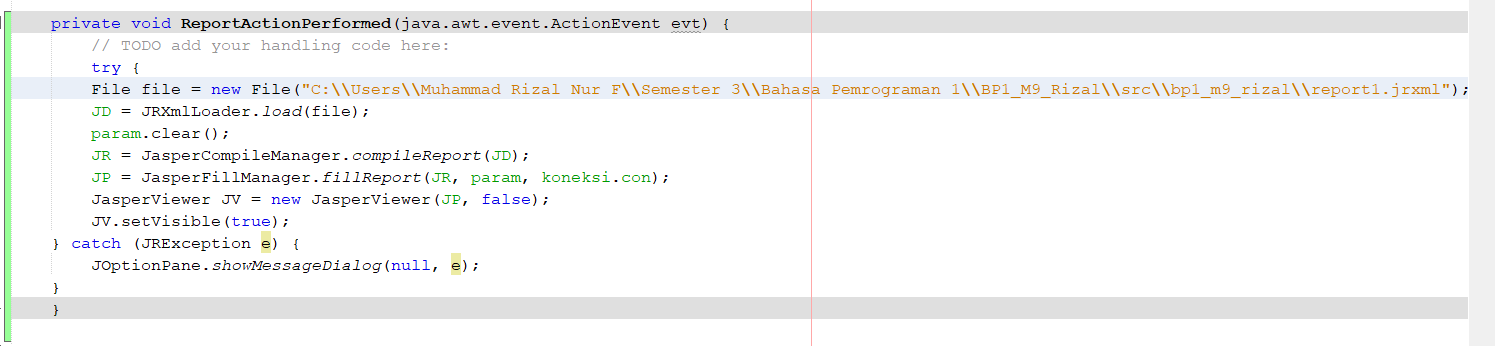 private void ReportActionPerformed(java.awt.event.ActionEvent evt) {
// TODO add your handling code here:
try {
File file = new File("C:\\Users\\Muhammad Rizal Nur F\\Semester 3\\Bahasa Pemrograman 1\\BP1_M9_Rizal\\src\\bp1_m9_rizal\\report1.jrxml");
JD = JRXmlLoader.load(file);
param.clear();
JR = JasperCompileManager.compileReport(JD);
JP = JasperFillManager.fillReport(JR, param, koneksi.con);
JasperViewer JV = new JasperViewer(JP, false);
JV.setVisible(true);
} catch (JRException e) {
JOptionPane.showMessageDialog(null, e);
}
}